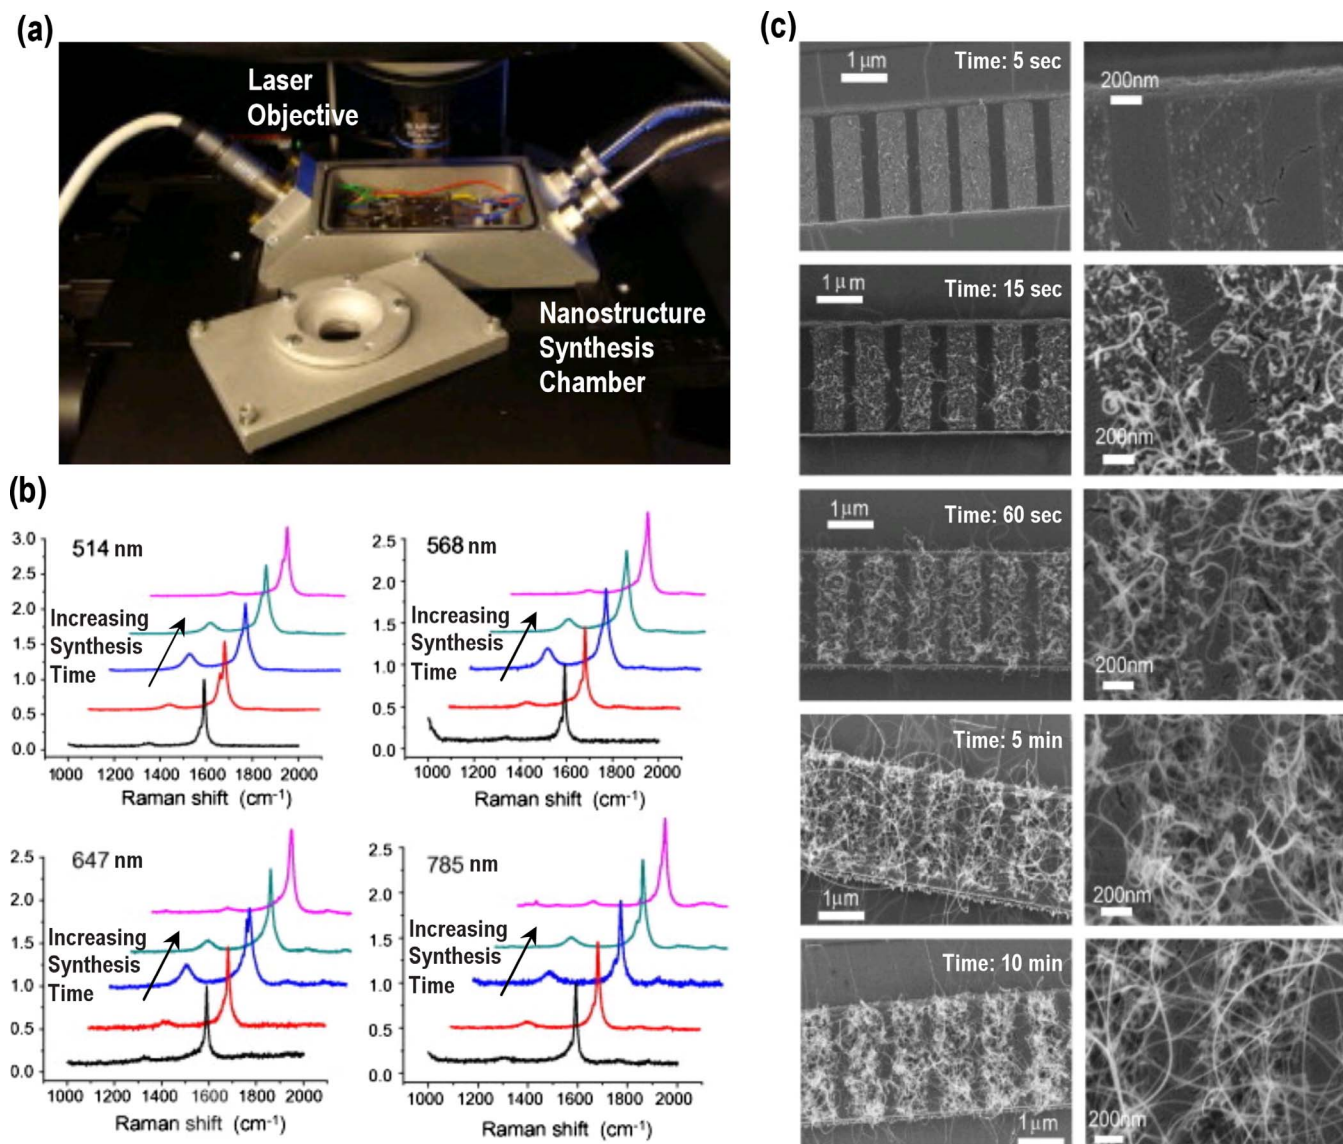 (a)
Laser
Objective
Nanostructure
Synthesis
Chamber
(b)
514 nm
Increasing
Synthesis
Time
3.0
2.5
2.0
1.5
1.0
0.5
0.0
1000 1200 1400 1600 1800 2000
Raman shift (cm⁻¹)
568 nm
Increasing
Synthesis
Time
2.5
2.0
1.5
1.0
0.5
0.0
1000 1200 1400 1600 1800 2000
Raman shift (cm⁻¹)
647 nm
Increasing
Synthesis
Time
2.5
2.0
1.5
1.0
0.5
0.0
1000 1200 1400 1600 1800 2000
Raman shift (cm⁻¹)
785 nm
Increasing
Synthesis
Time
2.5
2.0
1.5
1.0
0.5
0.0
1000 1200 1400 1600 1800 2000
Raman shift (cm⁻¹)
(c)
1 μm
Time: 5 sec
200nm
1 μm
Time: 15 sec
200nm
1μm
Time: 60 sec
200nm
Time: 5 min
1μm
200nm
Time: 10 min
1 μm
200nm